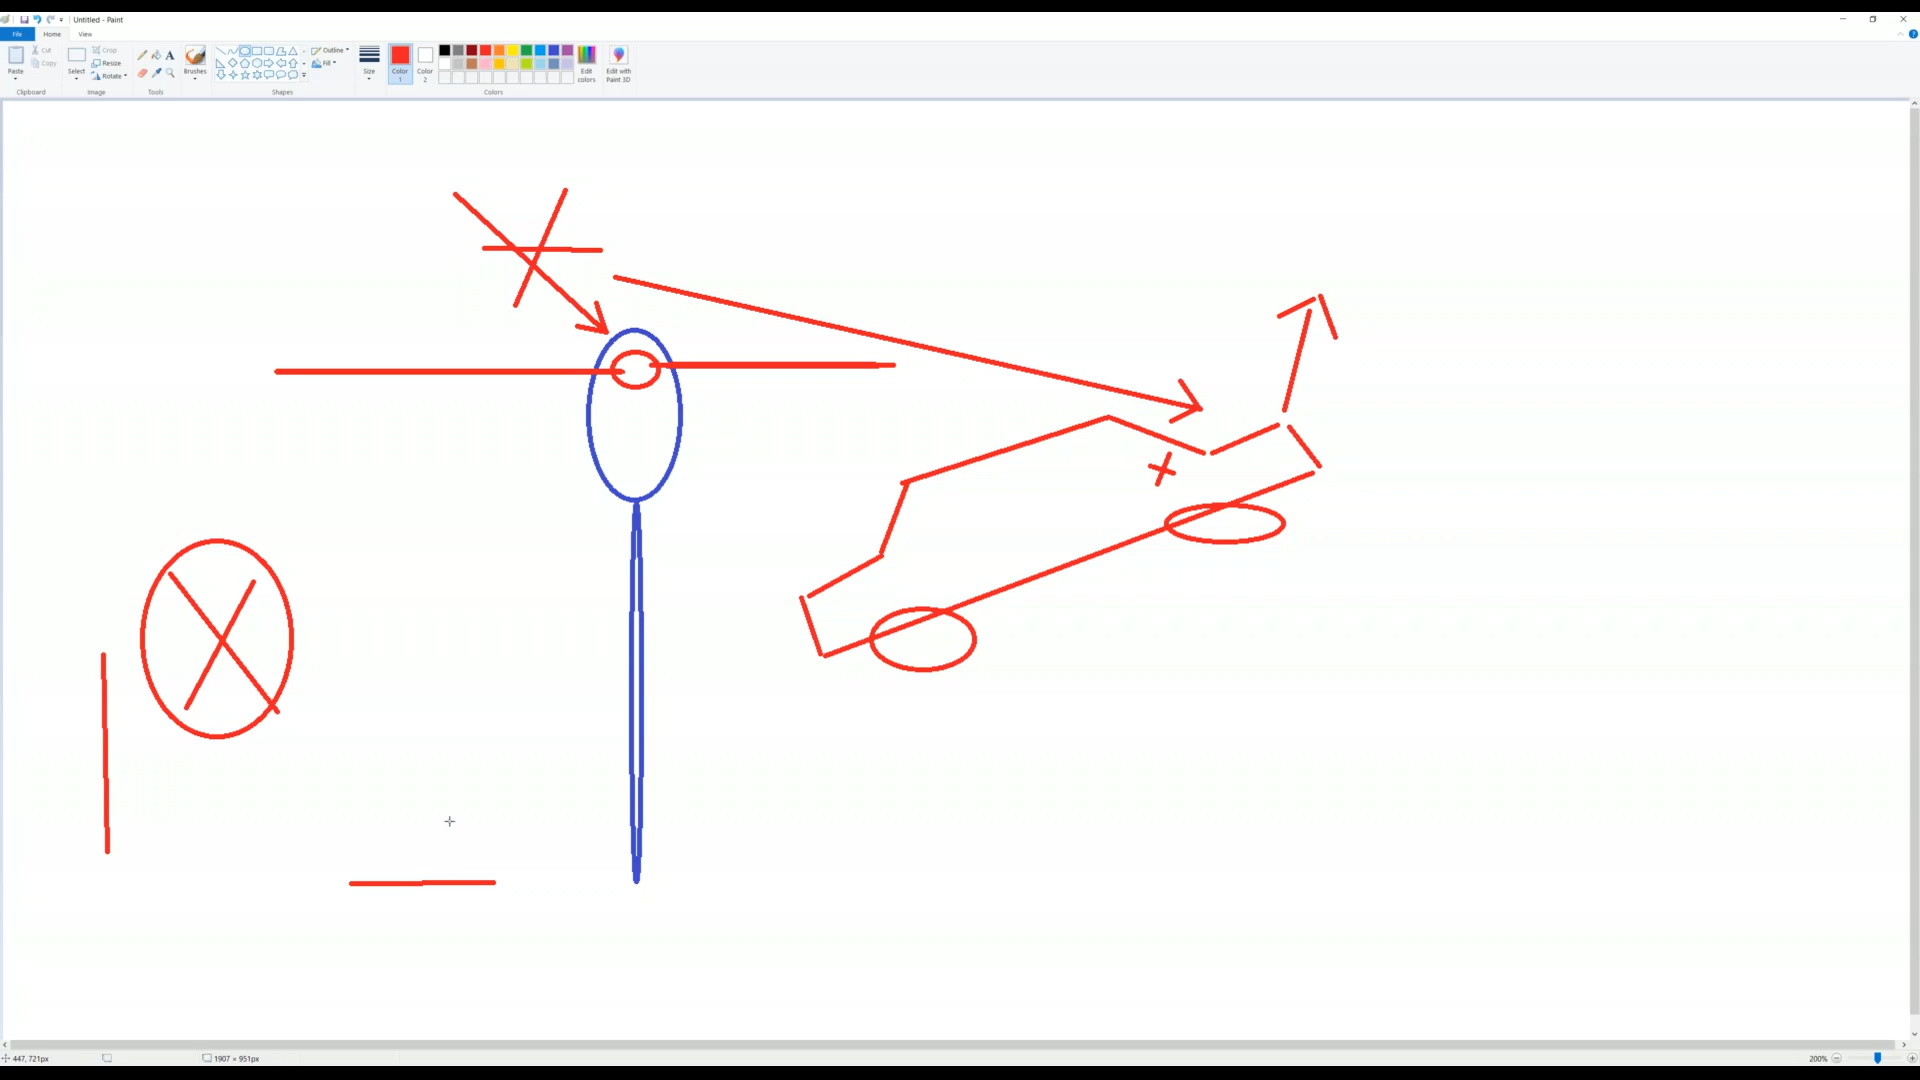 Untitled - Paint
File Home View
Paste
Cut
Copy
Clipboard
Select
Crop
Resize
Rotate
Image
A
Tools
Brushes
Outline
Fill
Shapes
Size
Color 1
Color 2
Edit colors
Colors
Edit with Paint 3D
447, 721px
1907 × 951px
200%